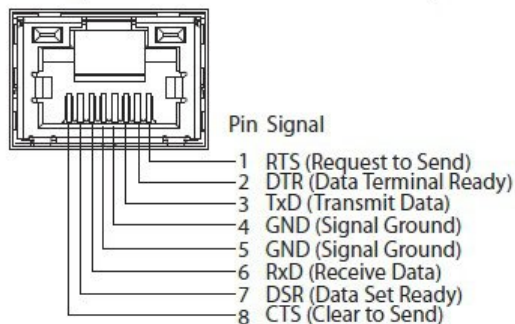 Pin Signal
1 RTS (Request to Send)
2 DTR (Data Terminal Ready)
3 TxD (Transmit Data)
4 GND (Signal Ground)
5 GND (Signal Ground)
6 RxD (Receive Data)
7 DSR (Data Set Ready)
8 CTS (Clear to Send)